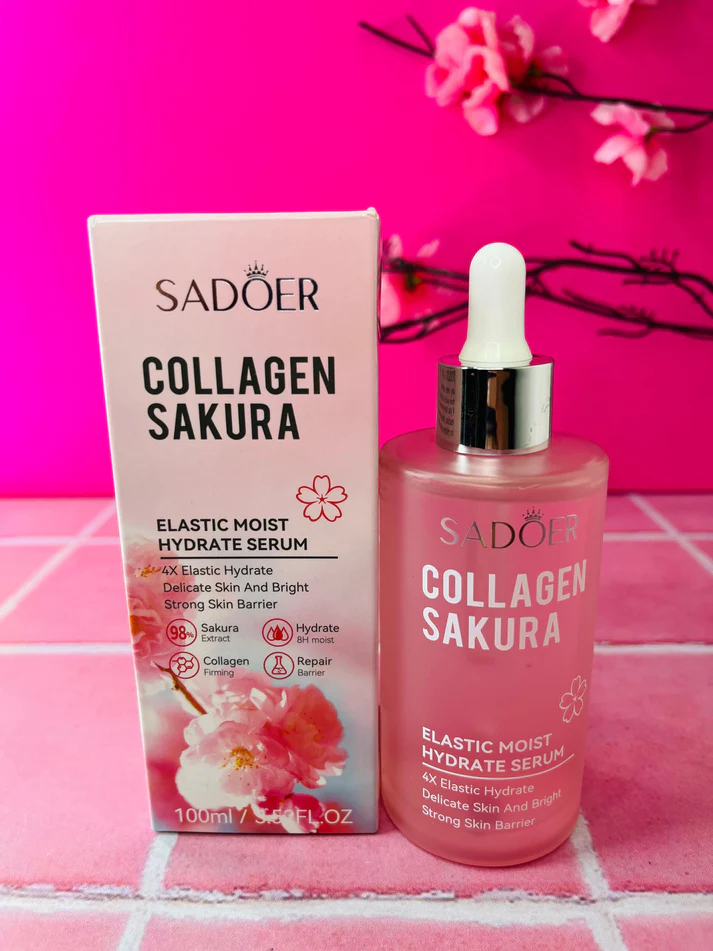 SADOER
COLLAGEN
SAKURA
ELASTIC MOIST
HYDRATE SERUM
4X Elastic Hydrate
Delicate Skin And Bright
Strong Skin Barrier
98% Sakura Extract
Hydrate 8H moist
Collagen Firming
Repair Barrier
100ml / FL.OZ
SADOER
COLLAGEN
SAKURA
ELASTIC MOIST
HYDRATE SERUM
4X Elastic Hydrate
Delicate Skin And Bright
Strong Skin Barrier